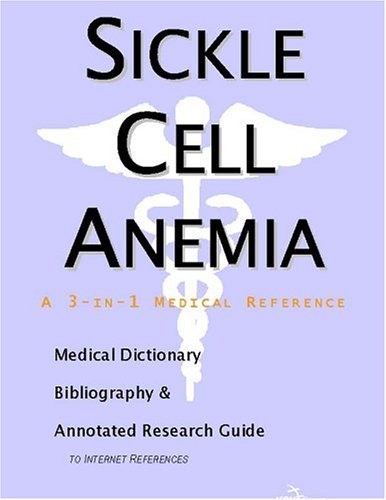 SICKLE
CELL
ANEMIA
A 3-IN-1 MEDICAL REFERENCE
Medical Dictionary
Bibliography &
Annotated Research Guide
TO INTERNET REFERENCES